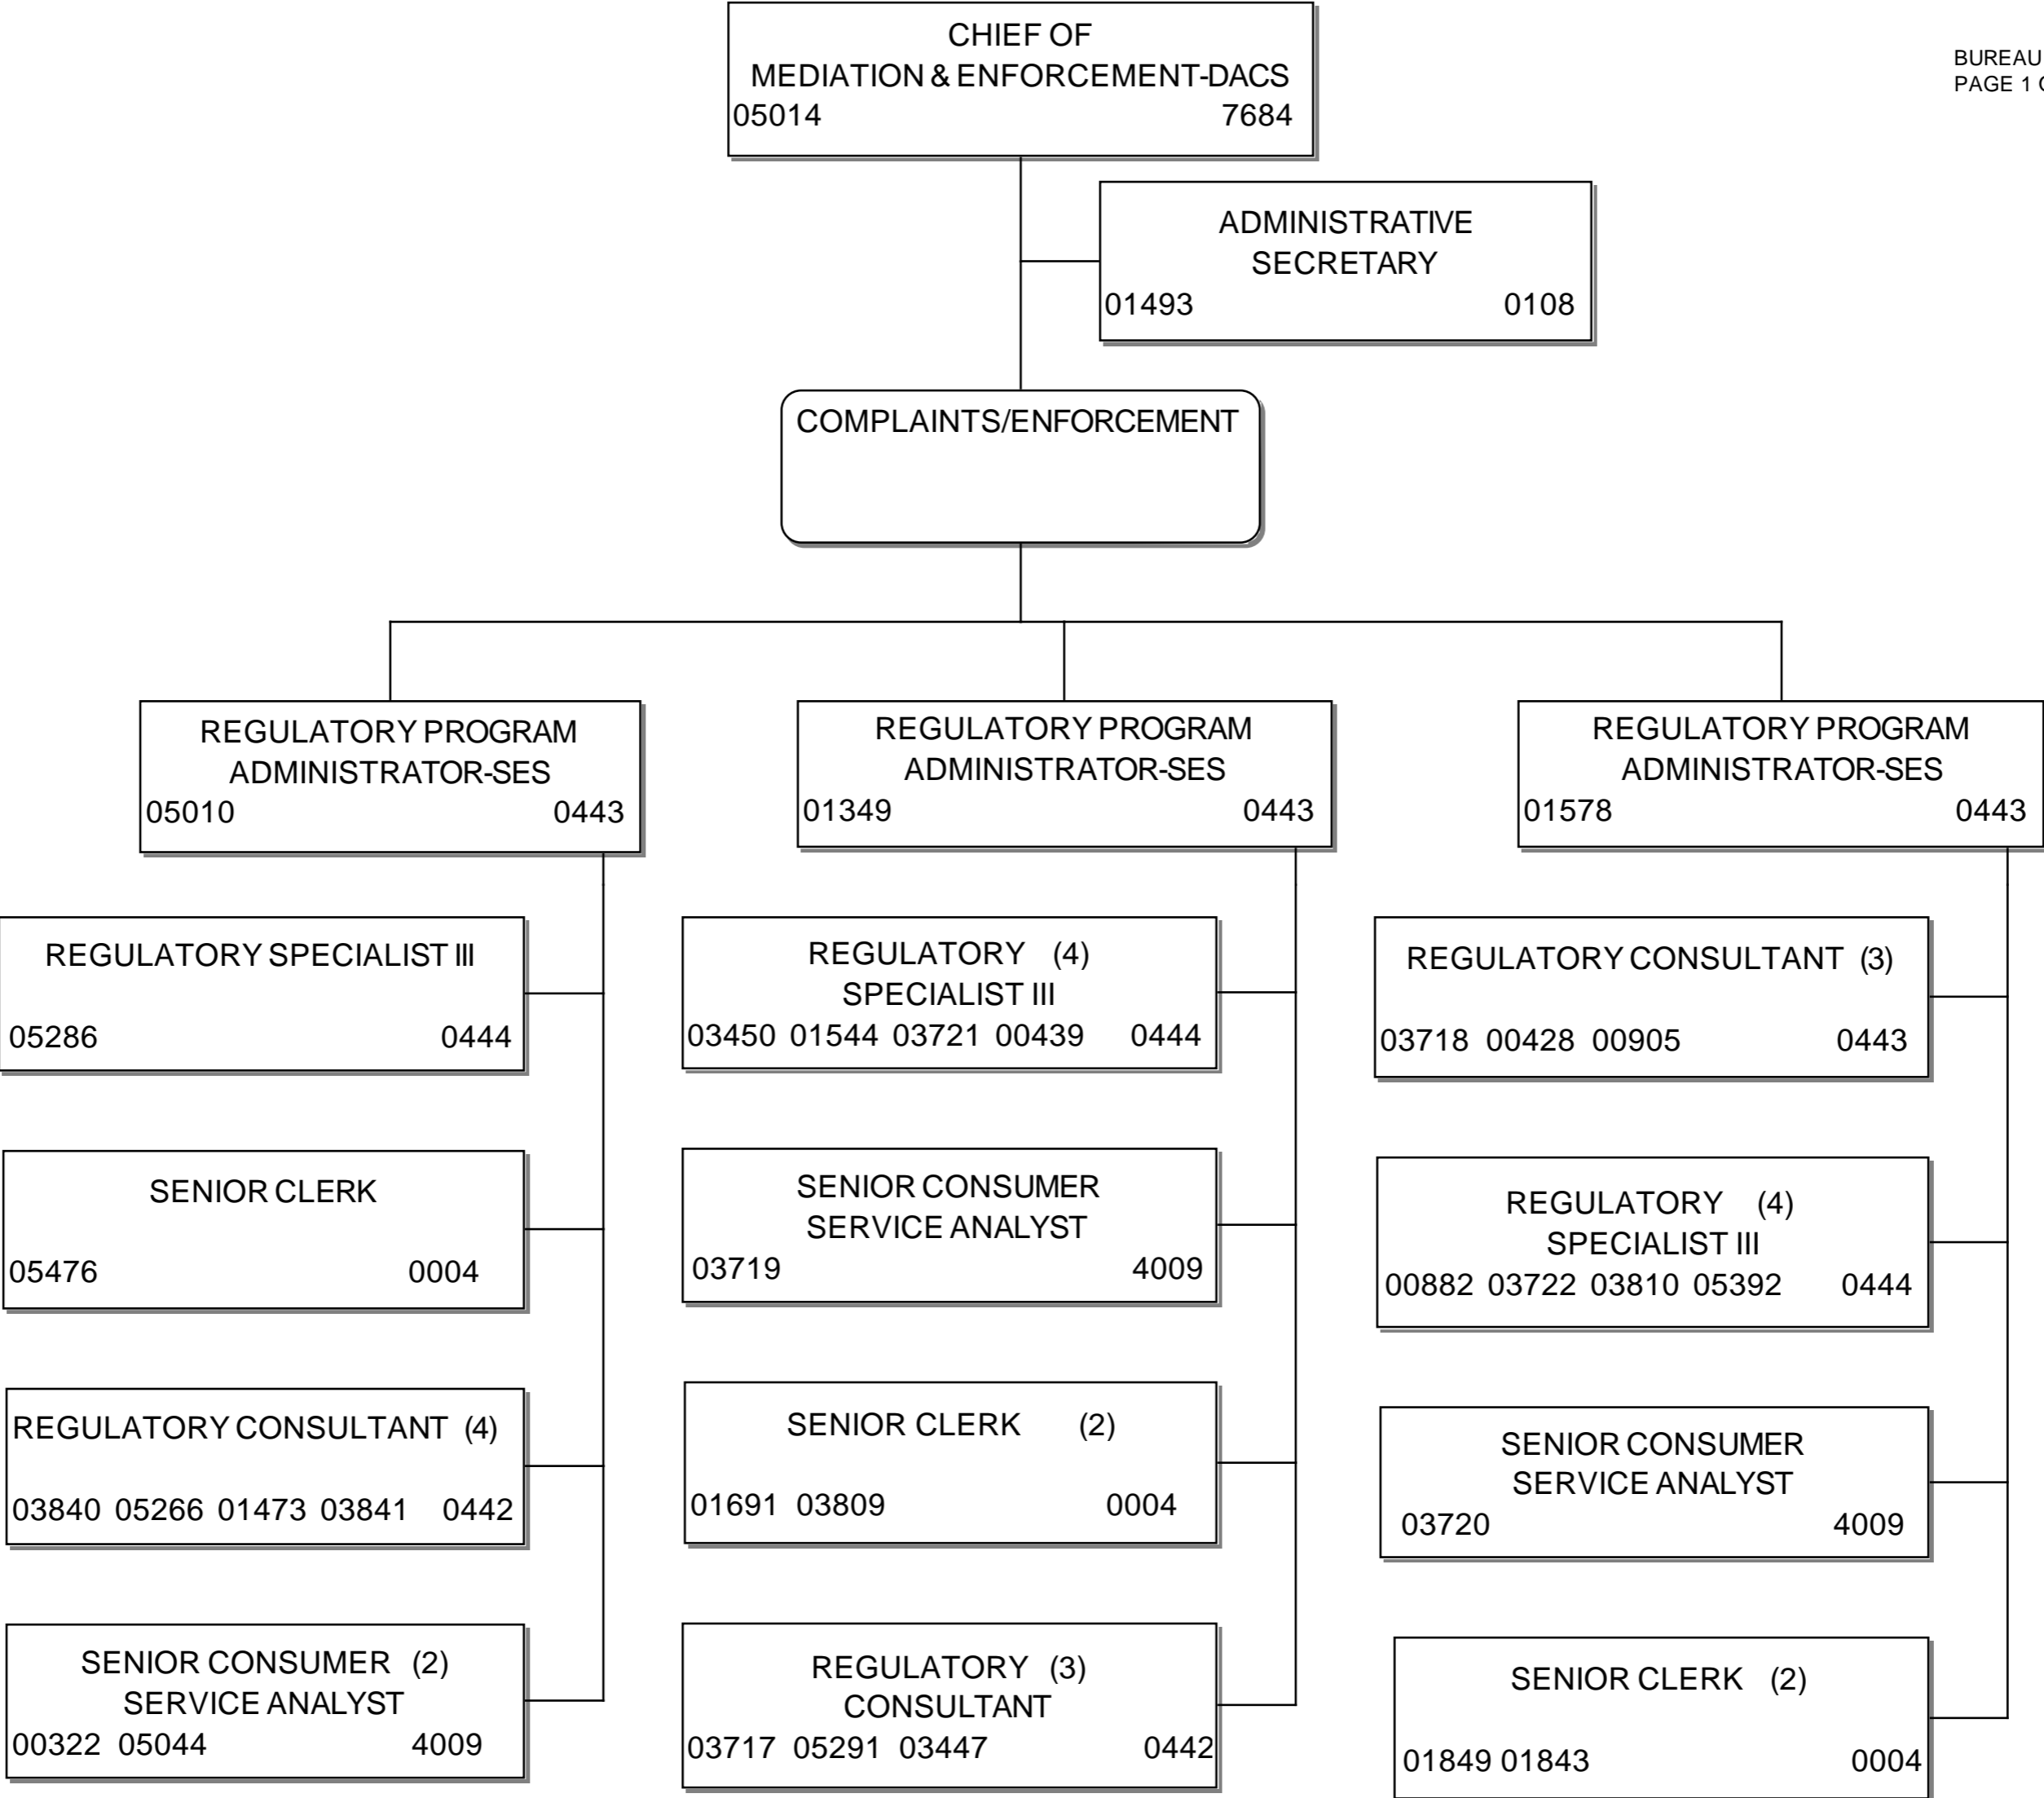 CHIEF OF
MEDIATION & ENFORCEMENT-DACS
05014 7684
BUREAU
PAGE 1
ADMINISTRATIVE
SECRETARY
01493 0108
COMPLAINTS/ENFORCEMENT
REGULATORY PROGRAM
ADMINISTRATOR-SES
05010 0443
REGULATORY SPECIALIST III
05286 0444
SENIOR CLERK
05476 0004
REGULATORY CONSULTANT (4)
03840 05266 01473 03841 0442
SENIOR CONSUMER (2)
SERVICE ANALYST
00322 05044 4009
REGULATORY PROGRAM
ADMINISTRATOR-SES
01349 0443
REGULATORY (4)
SPECIALIST III
03450 01544 03721 00439 0444
SENIOR CONSUMER
SERVICE ANALYST
03719 4009
SENIOR CLERK (2)
01691 03809 0004
REGULATORY (3)
CONSULTANT
03717 05291 03447 0442
REGULATORY PROGRAM
ADMINISTRATOR-SES
01578 0443
REGULATORY CONSULTANT (3)
03718 00428 00905 0443
REGULATORY (4)
SPECIALIST III
00882 03722 03810 05392 0444
SENIOR CONSUMER
SERVICE ANALYST
03720 4009
SENIOR CLERK (2)
01849 01843 0004